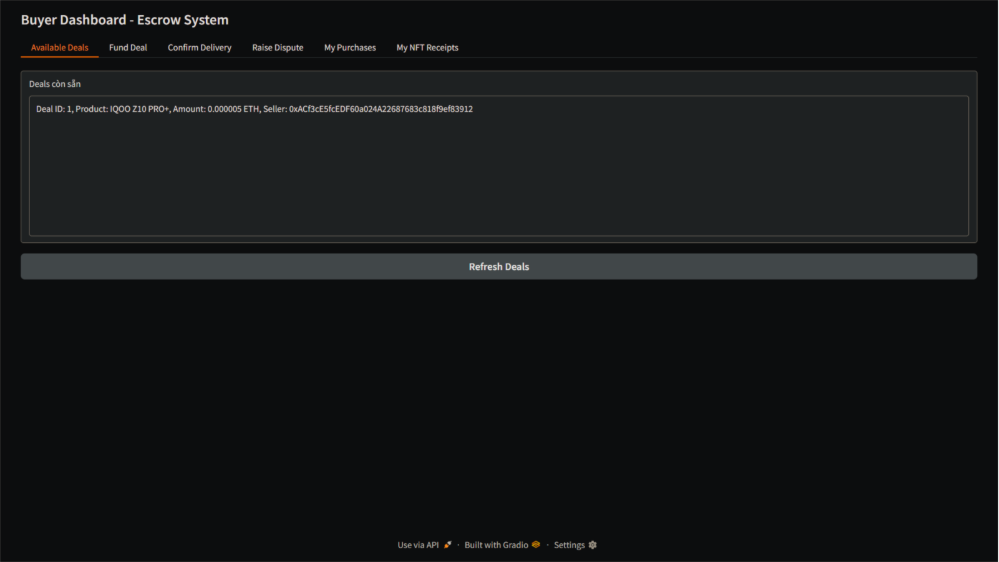 Buyer Dashboard - Escrow System
Available Deals Fund Deal Confirm Delivery Raise Dispute My Purchases My NFT Receipts
Deals còn sẵn
Deal ID: 1, Product: IQOO Z10 PRO+, Amount: 0.000005 ETH, Seller: 0xACf3cE5fcEDF60a024A22687683c818f9ef83912
Refresh Deals
Use via API · Built with Gradio · Settings